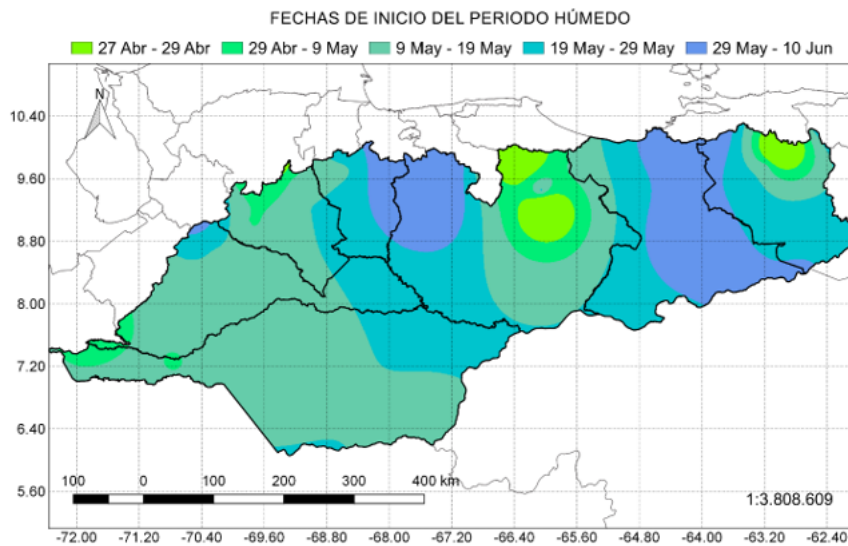 FECHAS DE INICIO DEL PERIODO HÚMEDO
27 Abr - 29 Abr 29 Abr - 9 May 9 May - 19 May 19 May - 29 May 29 May - 10 Jun
N
10.40
9.60
8.80
8.00
7.20
6.40
5.60
100 0 100 200 300 400 km
1:3.808.609
-72.00 -71.20 -70.40 -69.60 -68.80 -68.00 -67.20 -66.40 -65.60 -64.80 -64.00 -63.20 -62.40